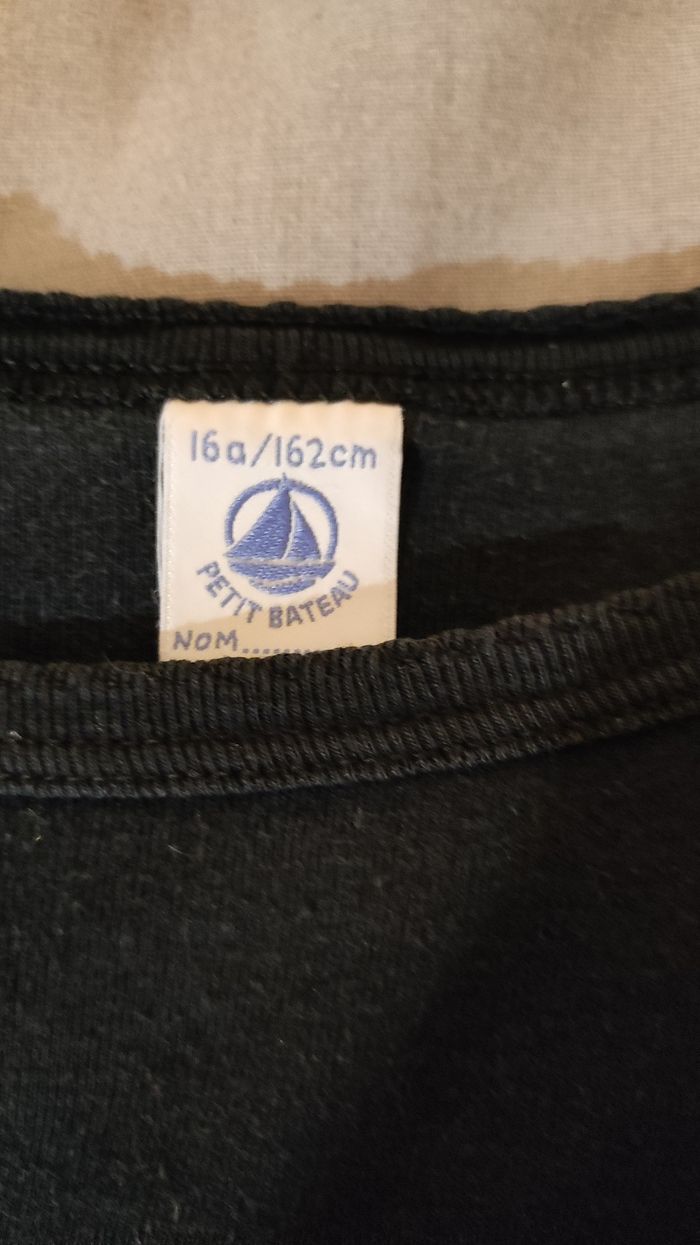 16a/162cm
PETIT BATEAU
NOM.........